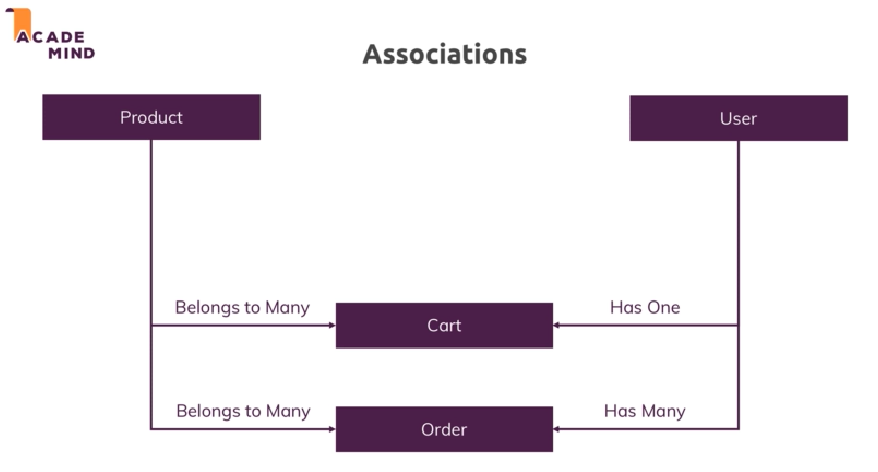 ACADE
MIND
Associations
Product
User
Belongs to Many
Cart
Has One
Belongs to Many
Order
Has Many